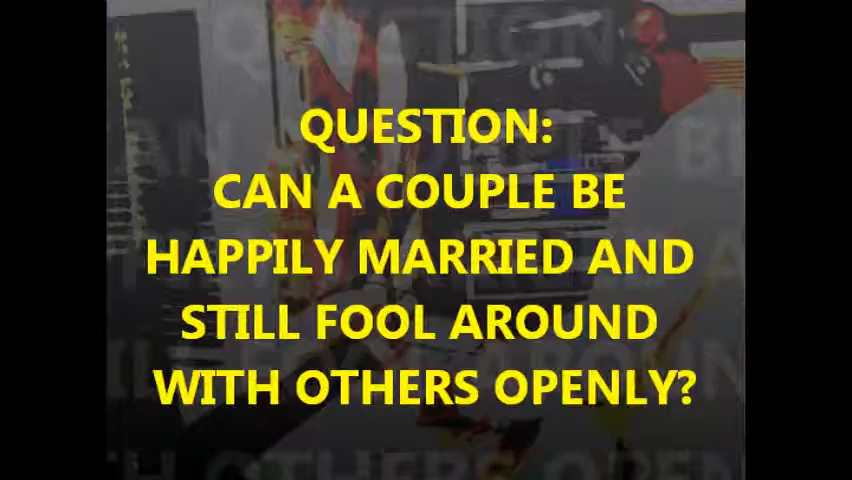 QUESTION:
CAN A COUPLE BE
HAPPILY MARRIED AND
STILL FOOL AROUND
WITH OTHERS OPENLY?